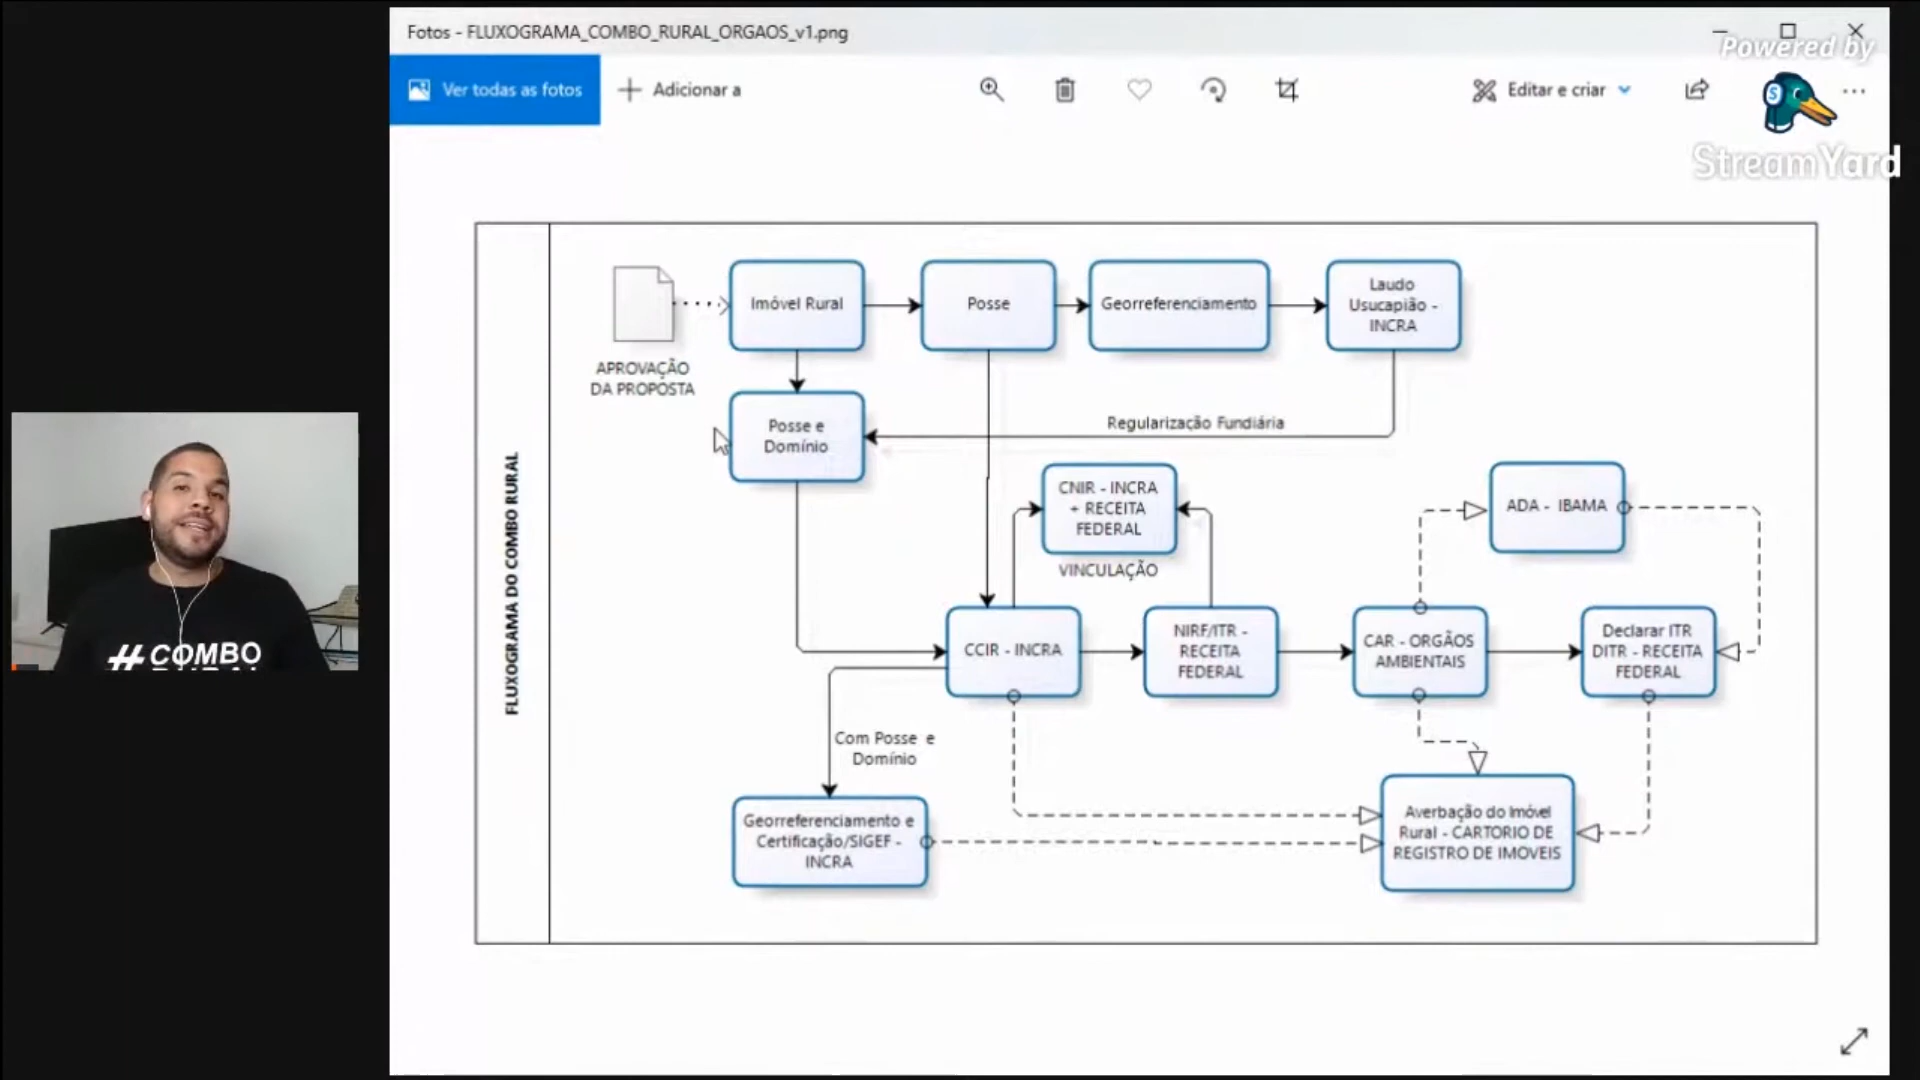 Fotos - FLUXOGRAMA_COMBO_RURAL_ORGAOS_v1.png
Powered by
StreamYard
Ver todas as fotos
Adicionar a
Editar e criar
FLUXOGRAMA DO COMBO RURAL
APROVAÇÃO
DA PROPOSTA
Imóvel Rural
Posse
Georreferenciamento
Laudo
Usucapião -
INCRA
Posse e
Domínio
Regularização Fundiária
CNIR - INCRA
+ RECEITA
FEDERAL
VINCULAÇÃO
ADA - IBAMA
CCIR - INCRA
NIRF/ITR -
RECEITA
FEDERAL
CAR - ORGÃOS
AMBIENTAIS
Declarar ITR
DITR - RECEITA
FEDERAL
Com Posse e
Domínio
Georreferenciamento e
Certificação/SIGEF -
INCRA
Averbação do Imóvel
Rural - CARTORIO DE
REGISTRO DE IMOVEIS
#COMBO
RURAL